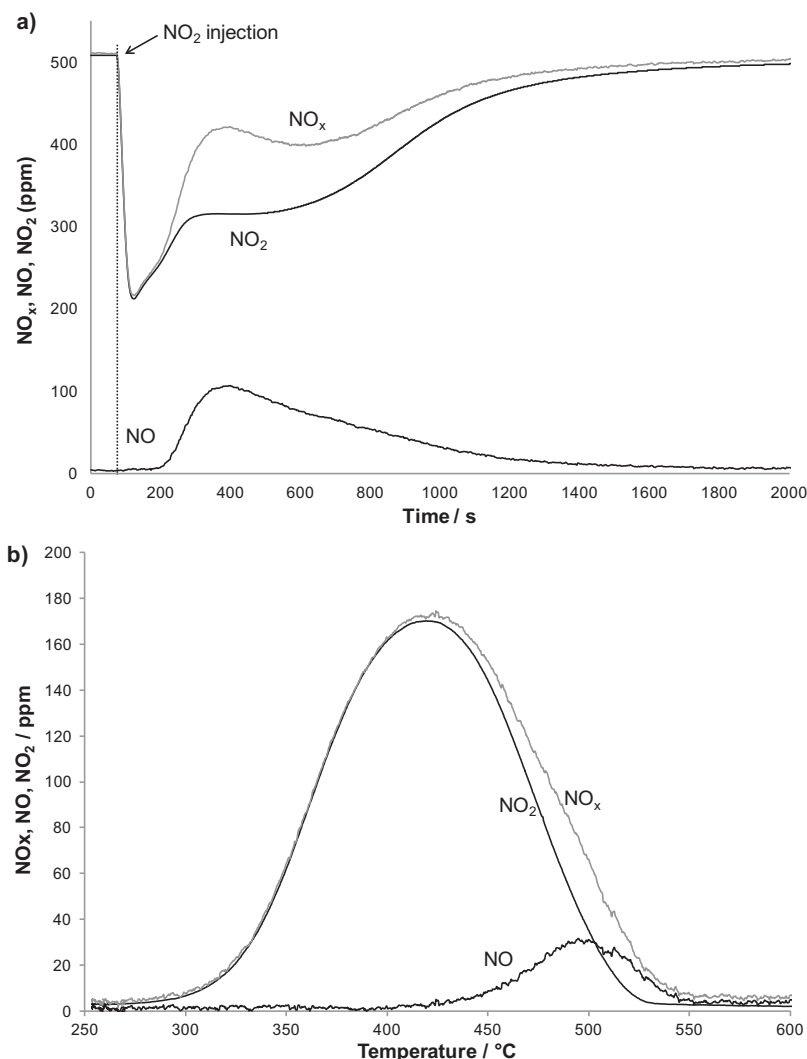 a)
NO₂ injection
NOₓ, NO, NO₂ (ppm)
500
400
300
200
100
0
NOₓ
NO₂
NO
0 200 400 600 800 1000 1200 1400 1600 1800 2000
Time / s
b)
NOx, NO, NO₂ / ppm
200
180
160
140
120
100
80
60
40
20
0
NO₂
NOₓ
NO
250 300 350 400 450 500 550 600
Temperature / °C